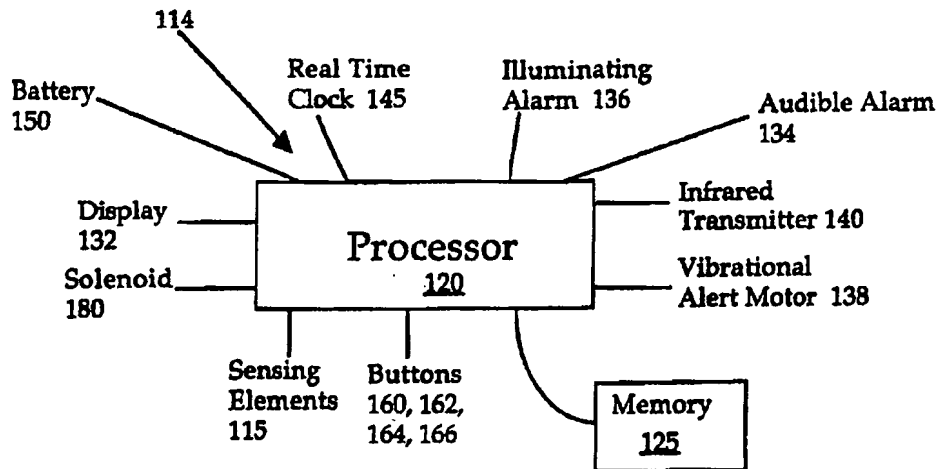 114
Battery
150
Real Time
Clock 145
Illuminating
Alarm 136
Audible Alarm
134
Display
132
Solenoid
180
Processor
120
Infrared
Transmitter 140
Vibrational
Alert Motor 138
Sensing
Elements
115
Buttons
160, 162,
164, 166
Memory
125